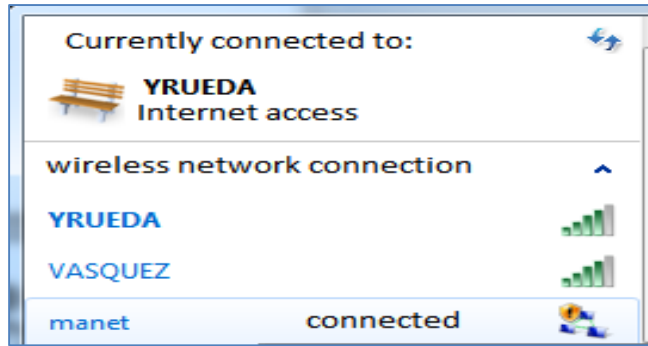 Currently connected to:
YRUEDA
Internet access
wireless network connection
YRUEDA
VASQUEZ
manet connected